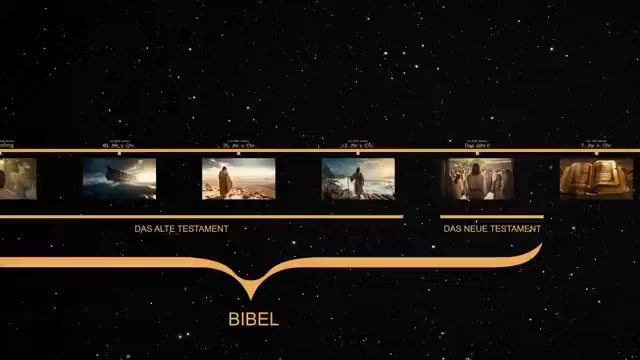 40. Jhr. v. Chr.
20. Jhr. v. Chr.
13. Jhr. v. Chr.
Das Jahr 0
7. Jhr. n. Chr.
DAS ALTE TESTAMENT
DAS NEUE TESTAMENT
BIBEL